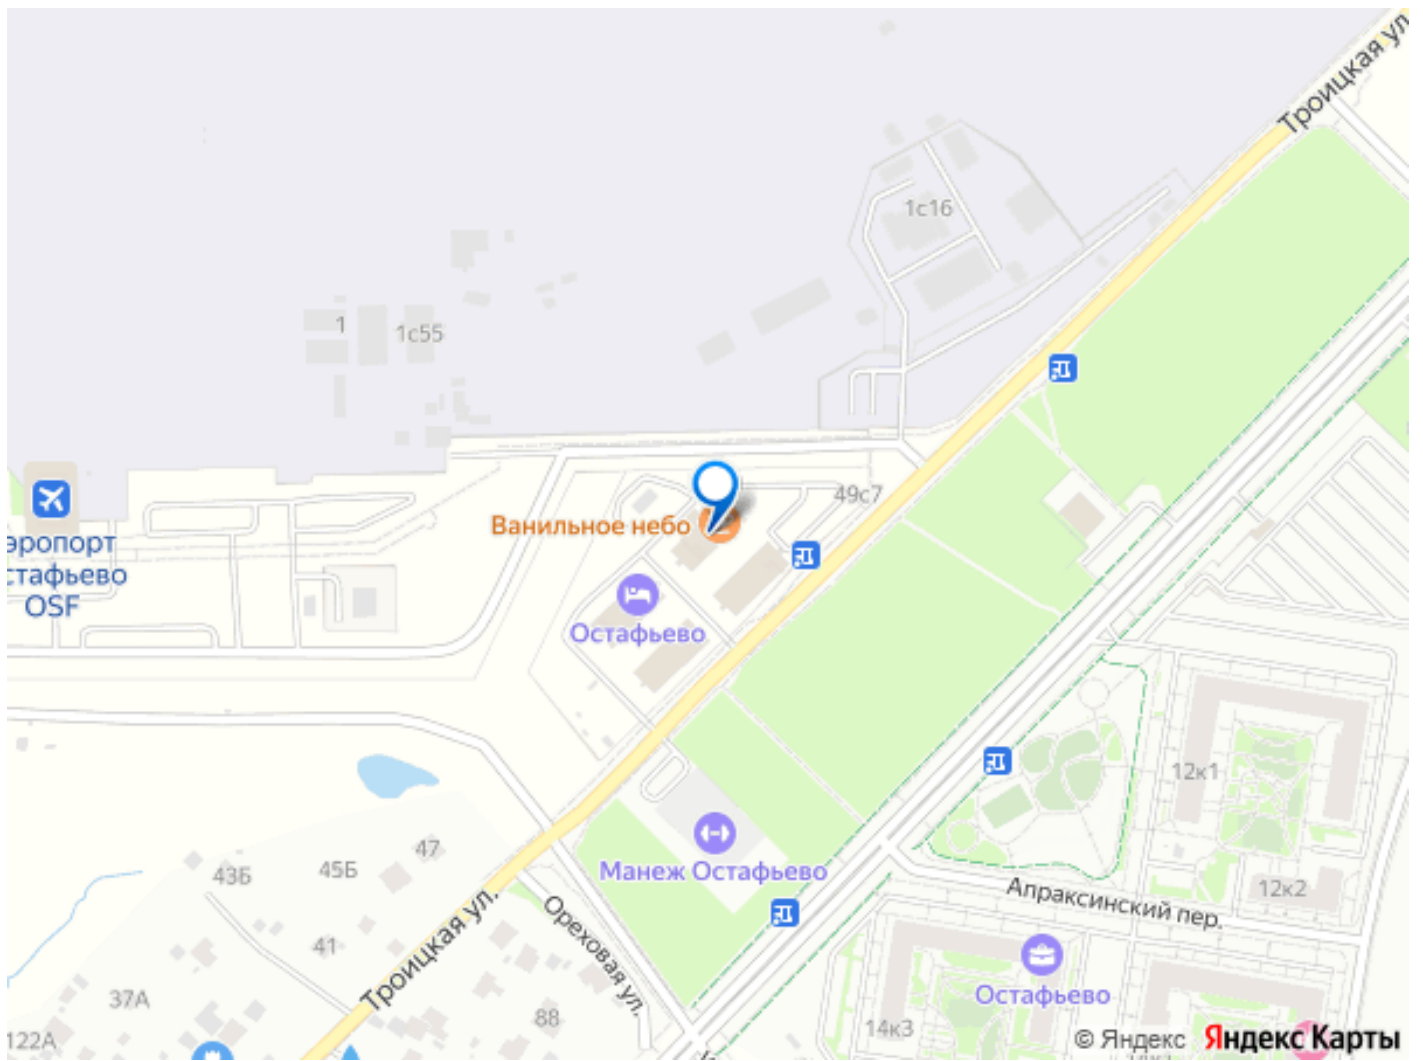 Троицкая ул.
1с16
1
1с55
49с7
Ванильное небо
эропорт
стафьево
OSF
Остафьево
12к1
47
45Б
43Б
Манеж Остафьево
12к2
Апраксинский пер.
Троицкая ул.
Ореховая ул.
41
Остафьево
37А
88
14к3
122А
© Яндекс Яндекс Карты